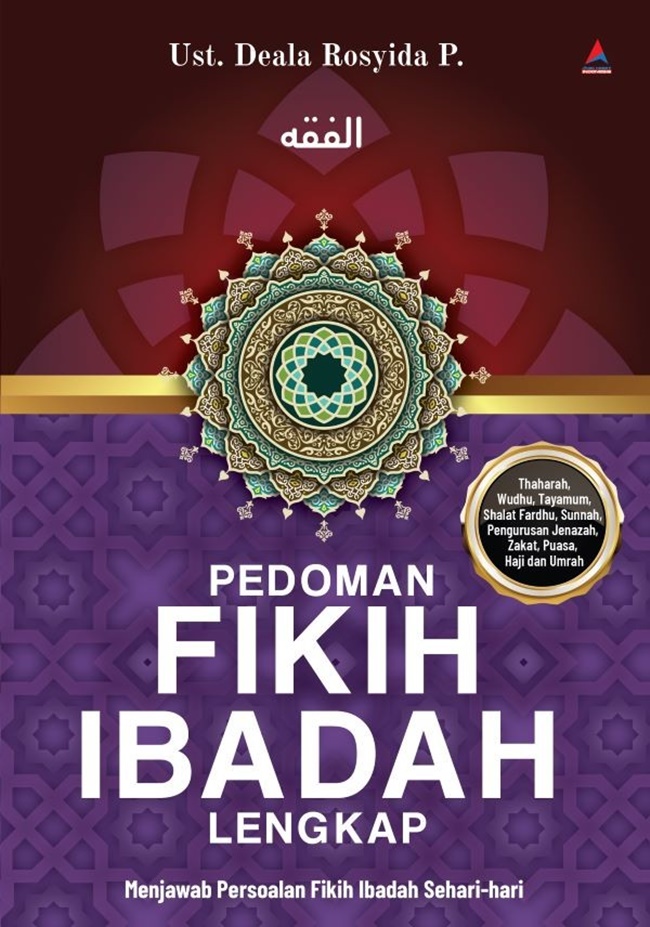 Ust. Deala Rosyida P.
الفقه
Thaharah,
Wudhu, Tayamum,
Shalat Fardhu, Sunnah,
Pengurusan Jenazah,
Zakat, Puasa,
Haji dan Umrah
PEDOMAN
FIKIH
IBADAH
LENGKAP
Menjawab Persoalan Fikih Ibadah Sehari-hari